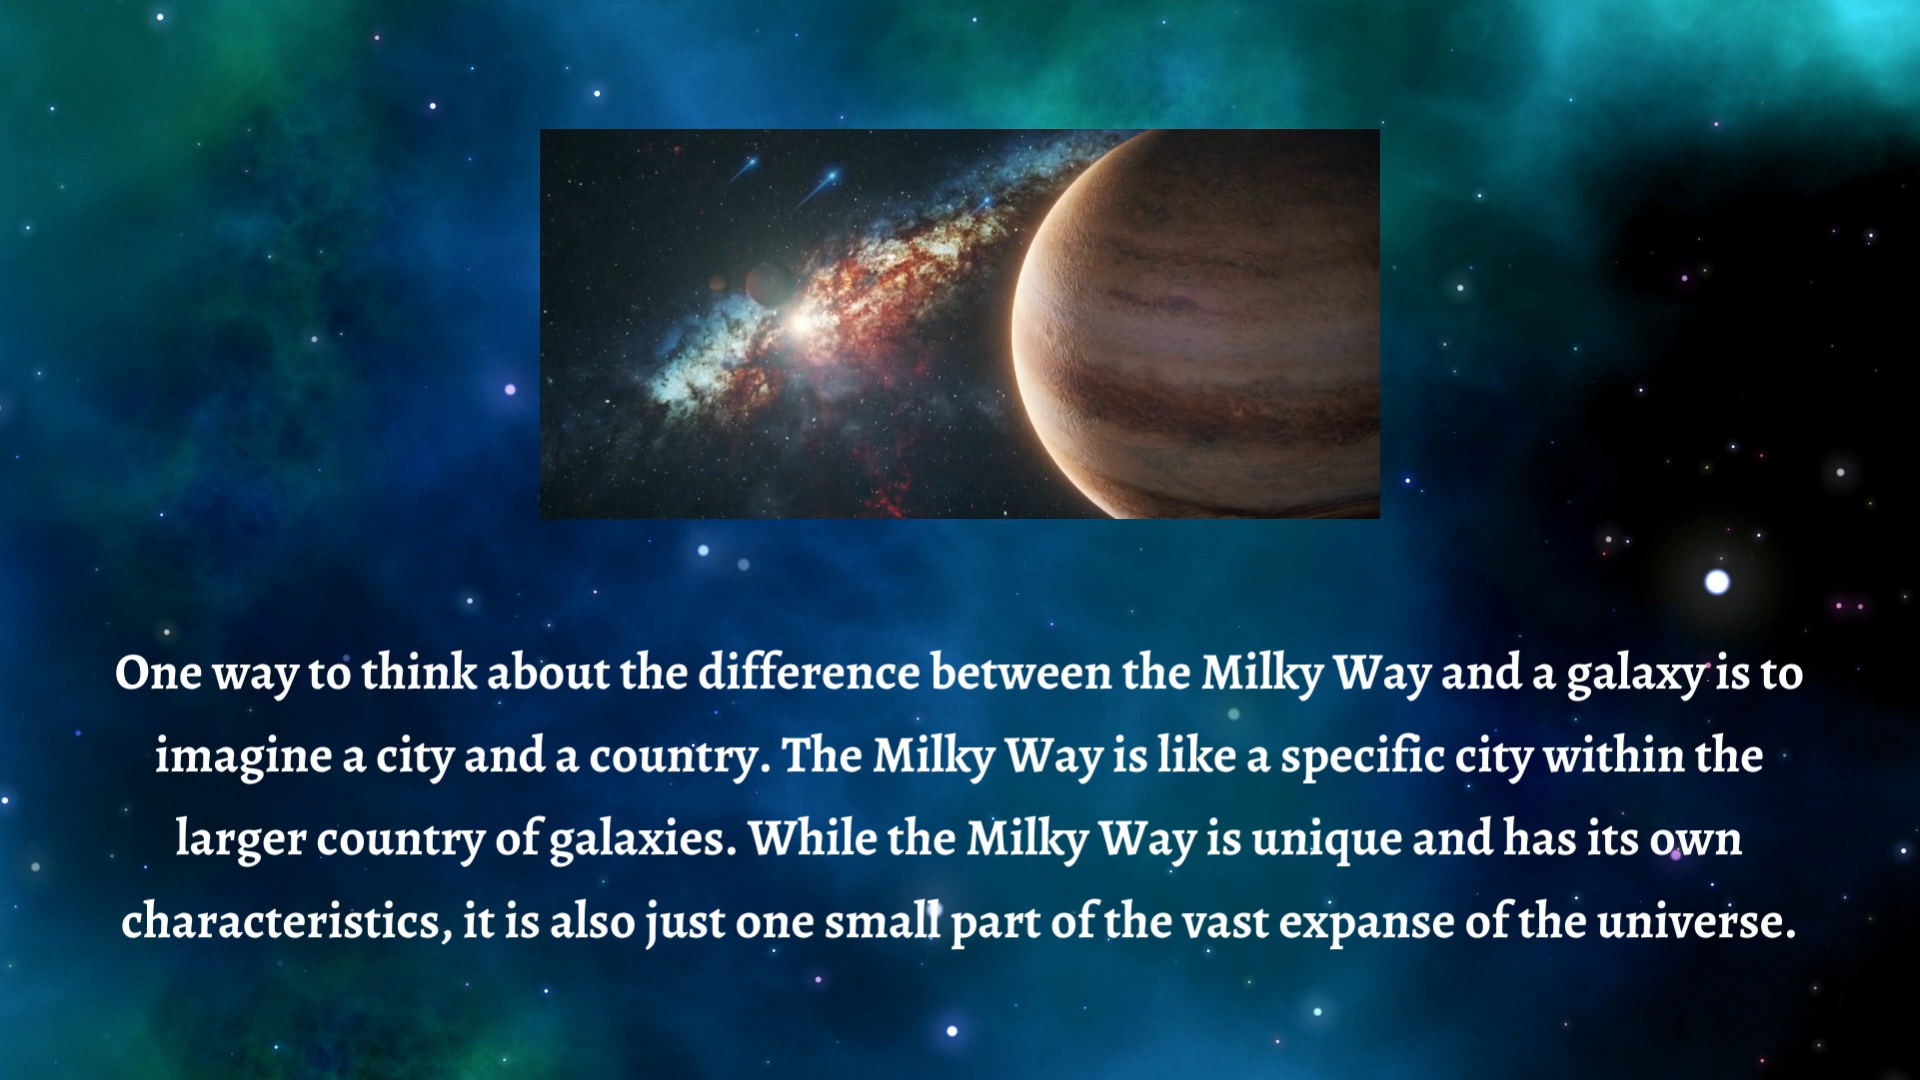 One way to think about the difference between the Milky Way and a galaxy is to
imagine a city and a country. The Milky Way is like a specific city within the
larger country of galaxies. While the Milky Way is unique and has its own
characteristics, it is also just one small part of the vast expanse of the universe.